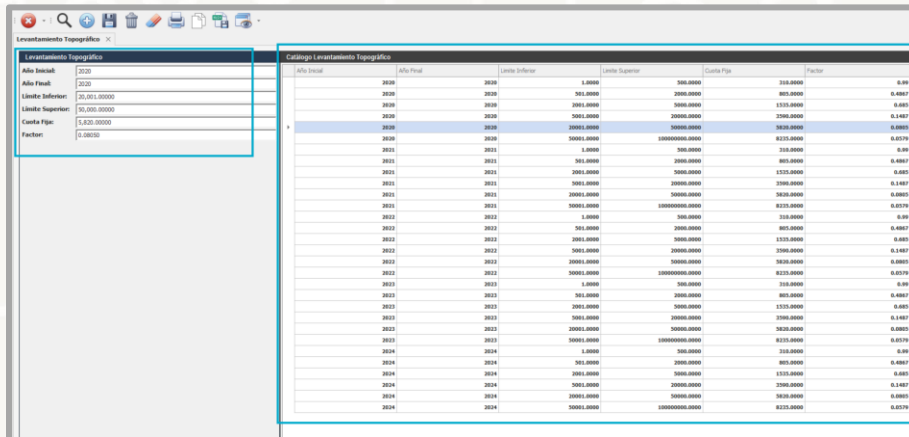 Levantamiento Topográfico ×
Levantamiento Topográfico
Año Inicial: 2020
Año Final: 2020
Límite Inferior: 20,001.00000
Límite Superior: 50,000.00000
Cuota Fija: 5,820.00000
Factor: 0.08050
Catálogo Levantamiento Topográfico
Año Inicial Año Final Límite Inferior Límite Superior Cuota Fija Factor
2020 2020 1.0000 500.0000 310.0000 0.99
2020 2020 501.0000 2000.0000 805.0000 0.4867
2020 2020 2001.0000 5000.0000 1535.0000 0.685
2020 2020 5001.0000 20000.0000 3590.0000 0.1487
2020 2020 20001.0000 50000.0000 5820.0000 0.0805
2020 2020 50001.0000 100000000.0000 8235.0000 0.0579
2021 2021 1.0000 500.0000 310.0000 0.99
2021 2021 501.0000 2000.0000 805.0000 0.4867
2021 2021 2001.0000 5000.0000 1535.0000 0.685
2021 2021 5001.0000 20000.0000 3590.0000 0.1487
2021 2021 20001.0000 50000.0000 5820.0000 0.0805
2021 2021 50001.0000 100000000.0000 8235.0000 0.0579
2022 2022 1.0000 500.0000 310.0000 0.99
2022 2022 501.0000 2000.0000 805.0000 0.4867
2022 2022 2001.0000 5000.0000 1535.0000 0.685
2022 2022 5001.0000 20000.0000 3590.0000 0.1487
2022 2022 20001.0000 50000.0000 5820.0000 0.0805
2022 2022 50001.0000 100000000.0000 8235.0000 0.0579
2023 2023 1.0000 500.0000 310.0000 0.99
2023 2023 501.0000 2000.0000 805.0000 0.4867
2023 2023 2001.0000 5000.0000 1535.0000 0.685
2023 2023 5001.0000 20000.0000 3590.0000 0.1487
2023 2023 20001.0000 50000.0000 5820.0000 0.0805
2023 2023 50001.0000 100000000.0000 8235.0000 0.0579
2024 2024 1.0000 500.0000 310.0000 0.99
2024 2024 501.0000 2000.0000 805.0000 0.4867
2024 2024 2001.0000 5000.0000 1535.0000 0.685
2024 2024 5001.0000 20000.0000 3590.0000 0.1487
2024 2024 20001.0000 50000.0000 5820.0000 0.0805
2024 2024 50001.0000 100000000.0000 8235.0000 0.0579